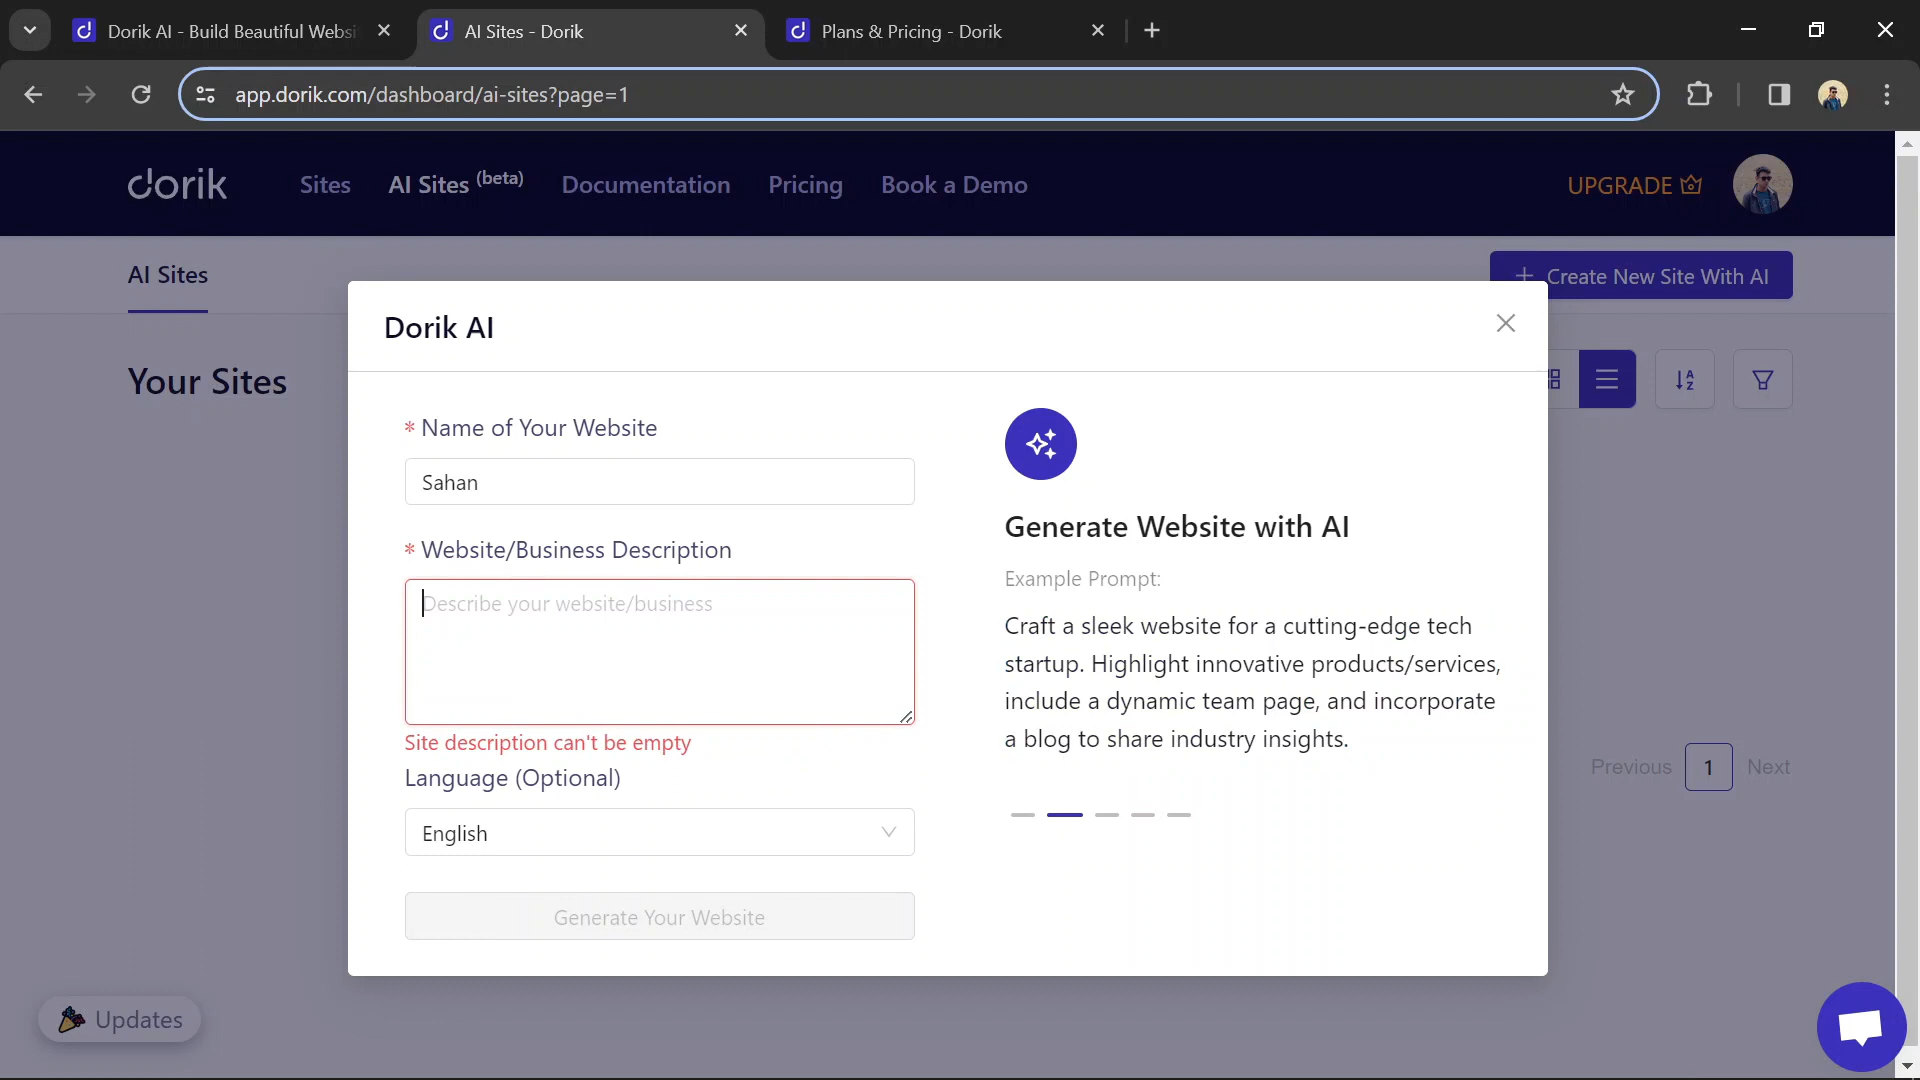 Dorik AI - Build Beautiful Websi
AI Sites - Dorik
Plans & Pricing - Dorik
app.dorik.com/dashboard/ai-sites?page=1
dorik
Sites
AI Sites (beta)
Documentation
Pricing
Book a Demo
UPGRADE
AI Sites
+ Create New Site With AI
Your Sites
Dorik AI
* Name of Your Website
Sahan
* Website/Business Description
Describe your website/business
Site description can't be empty
Language (Optional)
English
Generate Your Website
Generate Website with AI
Example Prompt:
Craft a sleek website for a cutting-edge tech
startup. Highlight innovative products/services,
include a dynamic team page, and incorporate
a blog to share industry insights.
Previous
1
Next
Updates